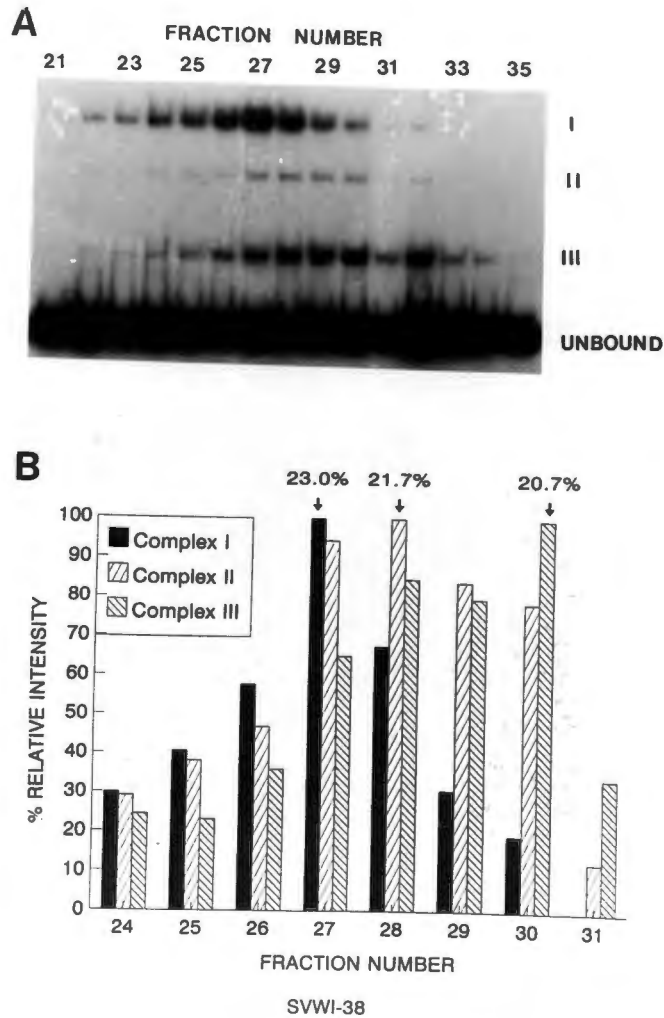 A
FRACTION NUMBER
21 23 25 27 29 31 33 35
I
II
III
UNBOUND
B
23.0% 21.7% 20.7%
100
90
80
70
60
50
40
30
20
10
0
% RELATIVE INTENSITY
Complex I
Complex II
Complex III
24 25 26 27 28 29 30 31
FRACTION NUMBER
SVWI-38